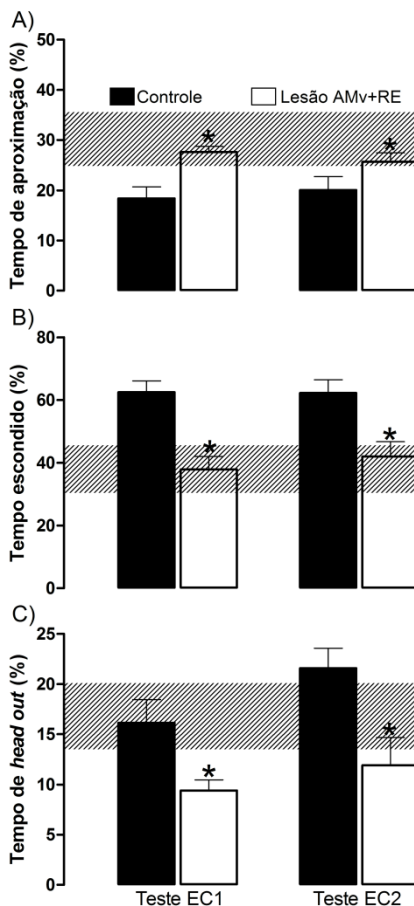 A)
Tempo de aproximação (%)
50
40
30
20
10
0
Controle
Lesão AMv+RE
*
*
B)
Tempo escondido (%)
80
60
40
20
0
*
*
C)
Tempo de head out (%)
25
20
15
10
5
0
*
*
Teste EC1
Teste EC2